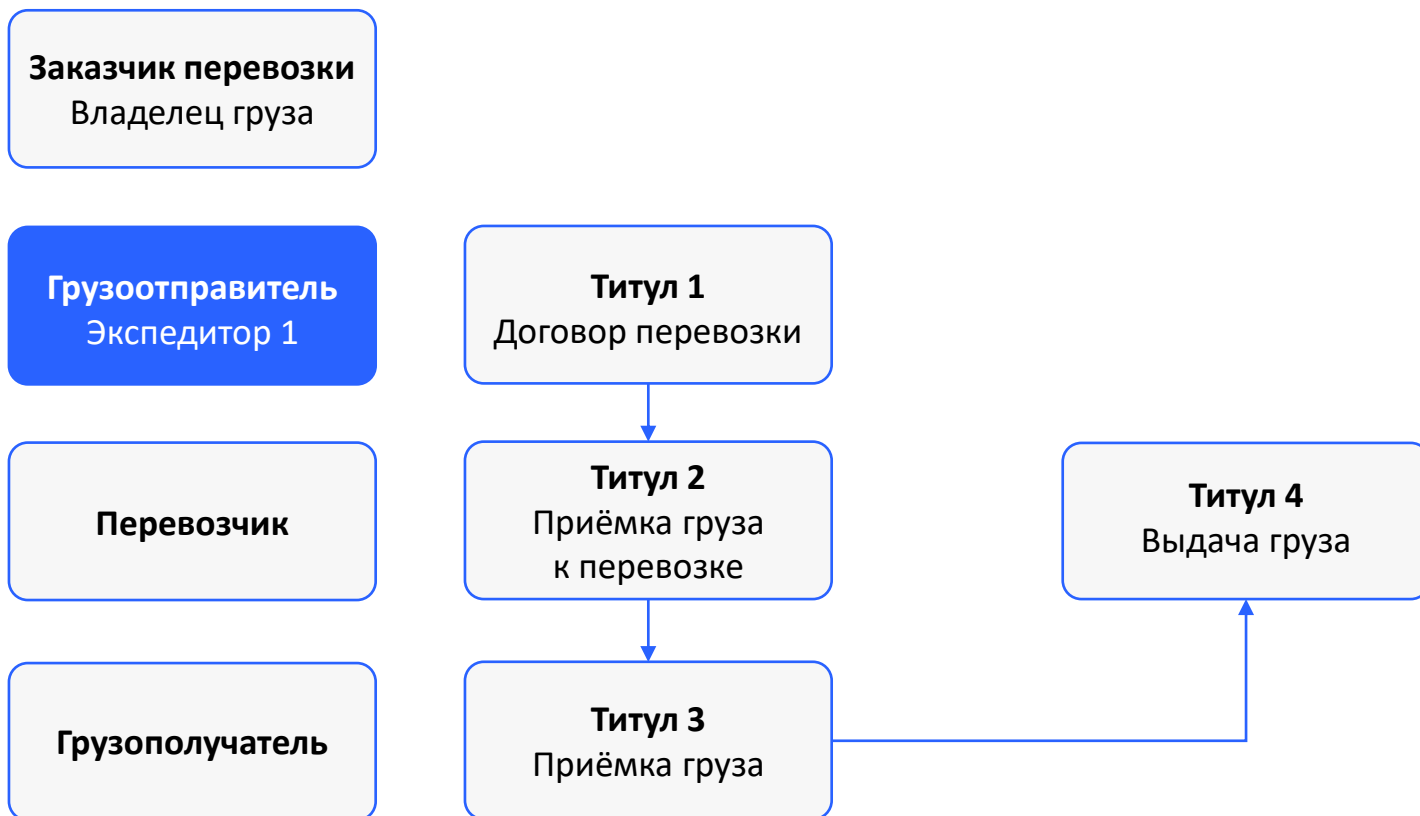 Заказчик перевозки
Владелец груза
Грузоотправитель
Экспедитор 1
Титул 1
Договор перевозки
Перевозчик
Титул 2
Приёмка груза
к перевозке
Титул 4
Выдача груза
Грузополучатель
Титул 3
Приёмка груза